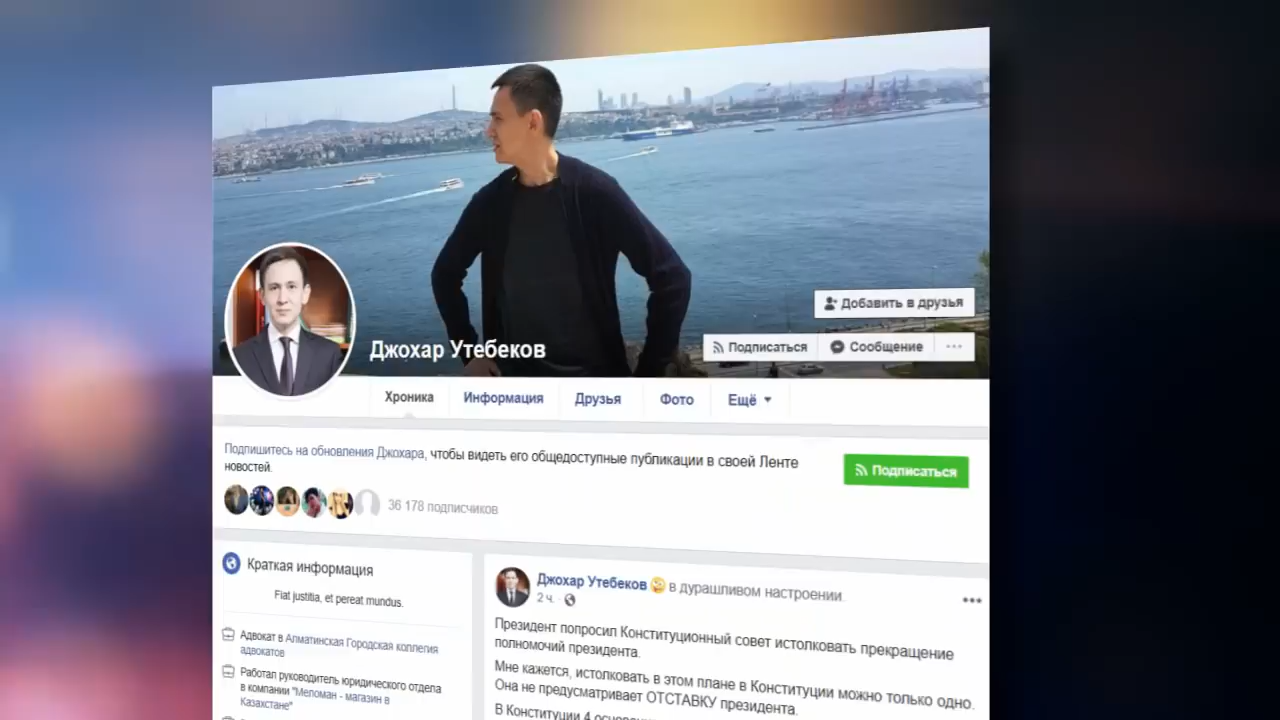 Добавить в друзья
Джохар Утебеков
Подписаться
Сообщение
Хроника
Информация
Друзья
Фото
Ещё
Подпишитесь на обновления Джохара, чтобы видеть его общедоступные публикации в своей Ленте
новостей.
Подписаться
36 178 подписчиков
Краткая информация
Fiat justitia, et pereat mundus.
Адвокат в Алматинская Городская коллегия
адвокатов
Работал руководитель юридического отдела
в компании "Меломан - магазин в
Казахстане"
Джохар Утебеков в дурашливом настроении.
2 ч. ·
Президент попросил Конституционный совет истолковать прекращение
полномочий президента.
Мне кажется, истолковать в этом плане в Конституции можно только одно.
Она не предусматривает ОТСТАВКУ президента.
В Конституции 4